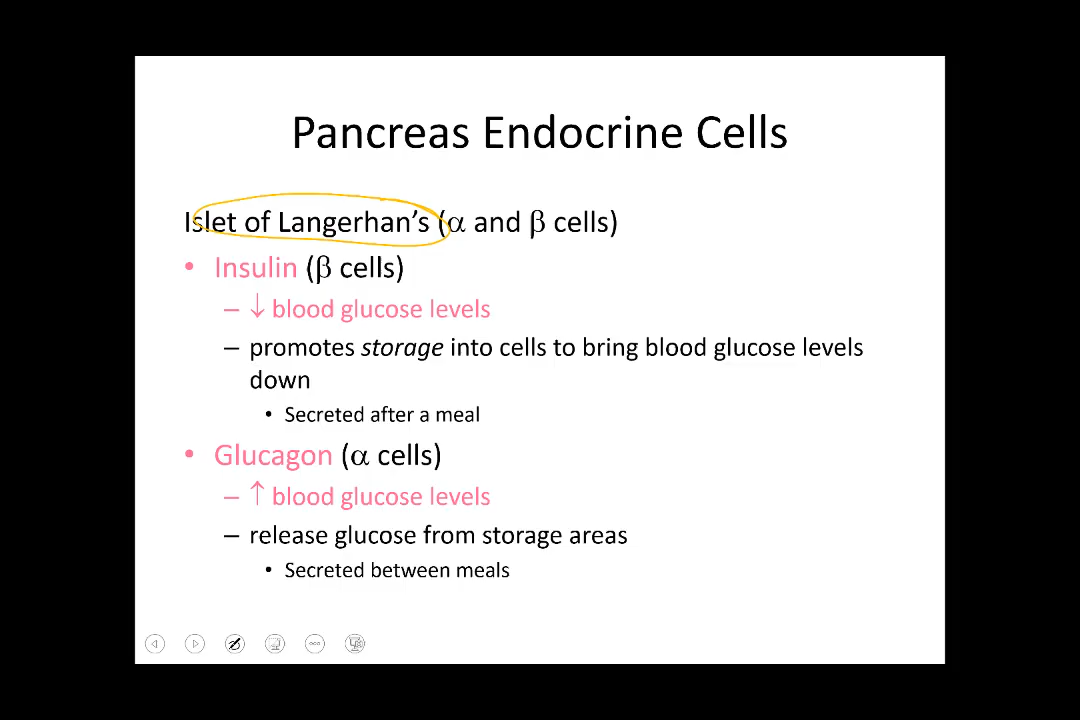 Pancreas Endocrine Cells
Islet of Langerhan’s (α and β cells)
• Insulin (β cells)
– ↓ blood glucose levels
– promotes storage into cells to bring blood glucose levels
down
• Secreted after a meal
• Glucagon (α cells)
– ↑ blood glucose levels
– release glucose from storage areas
• Secreted between meals